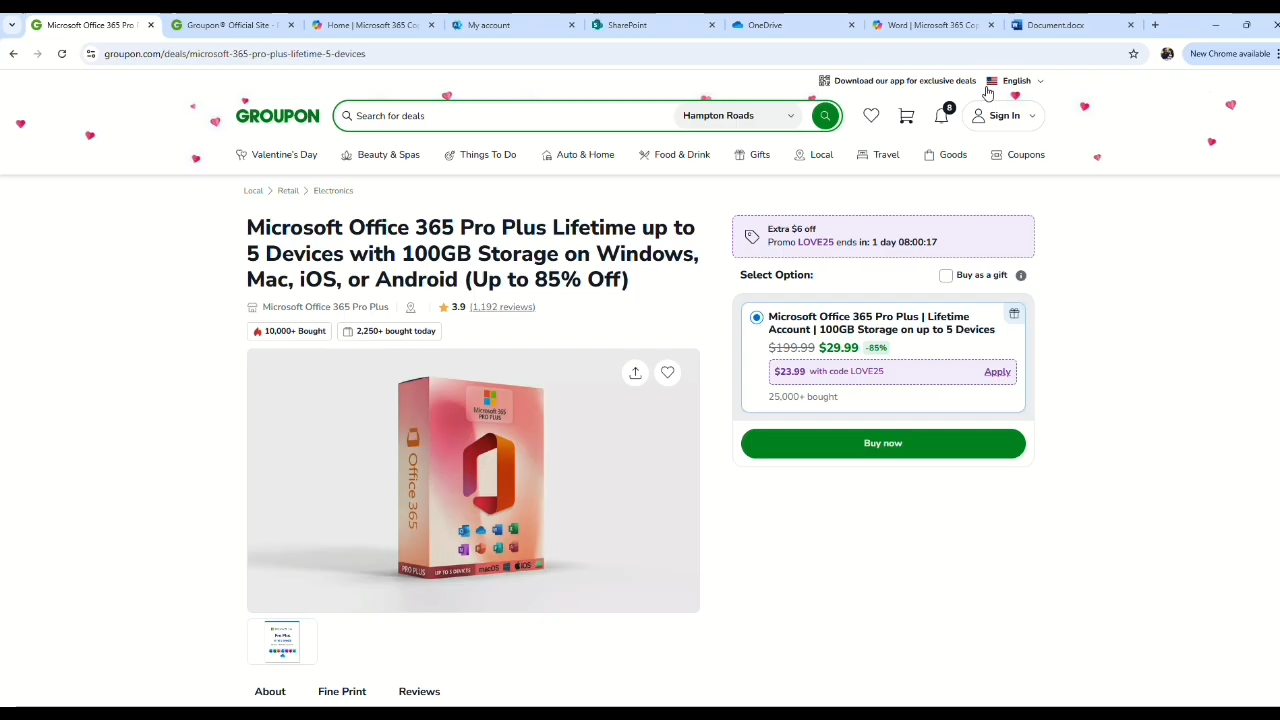 Microsoft Office 365 Pro
Groupon® Official Site -
Home | Microsoft 365 Co
My account
SharePoint
OneDrive
Word | Microsoft 365 Co
Document.docx
groupon.com/deals/microsoft-365-pro-plus-lifetime-5-devices
New Chrome available
Download our app for exclusive deals
English
GROUPON
Search for deals
Hampton Roads
8
Sign In
Valentine's Day
Beauty & Spas
Things To Do
Auto & Home
Food & Drink
Gifts
Local
Travel
Goods
Coupons
Local > Retail > Electronics
Microsoft Office 365 Pro Plus Lifetime up to
5 Devices with 100GB Storage on Windows,
Mac, iOS, or Android (Up to 85% Off)
Microsoft Office 365 Pro Plus
3.9 (1,192 reviews)
10,000+ Bought
2,250+ bought today
Microsoft 365
PRO PLUS
Office 365
PRO PLUS
UP TO 5 DEVICES
macOS
iOS
Pro Plus
About
Fine Print
Reviews
Extra $6 off
Promo LOVE25 ends in: 1 day 08:00:17
Select Option:
Buy as a gift
Microsoft Office 365 Pro Plus | Lifetime
Account | 100GB Storage on up to 5 Devices
$199.99 $29.99 -85%
$23.99 with code LOVE25
Apply
25,000+ bought
Buy now